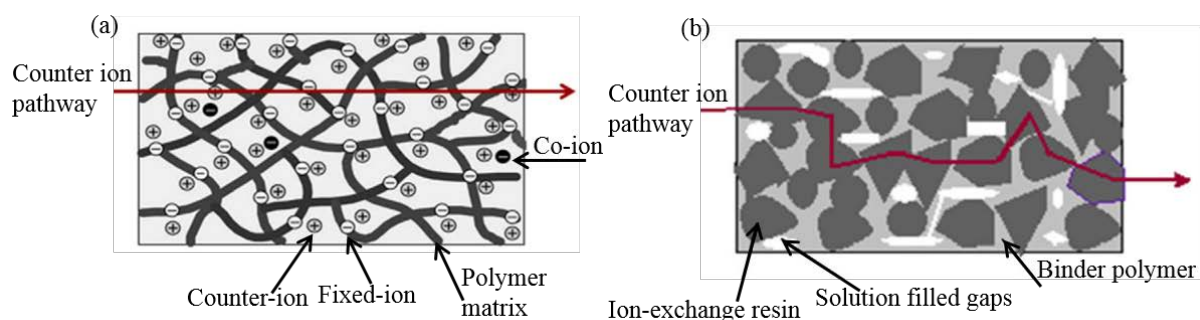 (a)
Counter ion
pathway
Co-ion
Counter-ion
Fixed-ion
Polymer
matrix
(b)
Counter ion
pathway
Ion-exchange resin
Solution filled gaps
Binder polymer